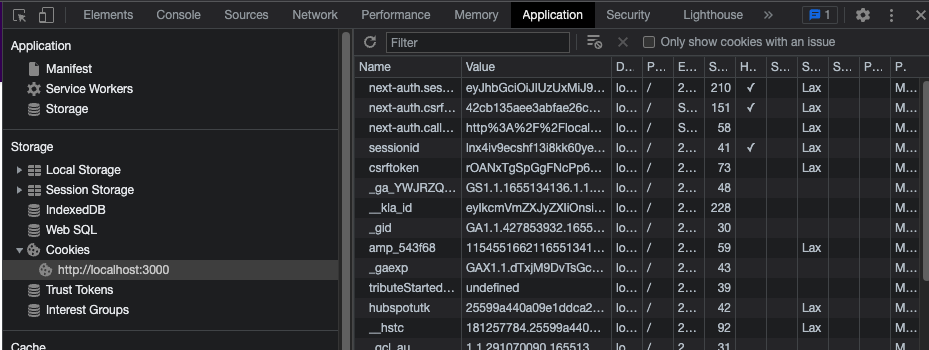 Elements Console Sources Network Performance Memory Application Security Lighthouse » 1
Application
Manifest
Service Workers
Storage
Storage
Local Storage
Session Storage
IndexedDB
Web SQL
Cookies
http://localhost:3000
Trust Tokens
Interest Groups
Cache
Filter Only show cookies with an issue
Name Value D… P… E… S… H… S… S… S… P… P.
next-auth.ses… eyJhbGciOiJIUzUxMiJ9… lo… / 2… 210 ✓ Lax M…
next-auth.csrf… 42cb135aee3abfae26c… lo… / S… 151 ✓ Lax M…
next-auth.call… http%3A%2F%2Flocal… lo… / S… 58 Lax M…
sessionid lnx4iv9ecshf13i8kk60ye… lo… / 2… 41 ✓ Lax M…
csrftoken rOANxTgSpGgFNcPp6… lo… / 2… 73 Lax M…
_ga_YWJRZQ… GS1.1.1655134136.1.1.… lo… / 2… 48 M…
__kla_id eyIkcmVmZXJyZXIiOnsi… lo… / 2… 228 M…
_gid GA1.1.427853932.1655… lo… / 2… 30 M…
amp_543f68 1154551662116551341… lo… / 2… 59 Lax M…
_gaexp GAX1.1.dTxjM9DvTsGc… lo… / 2… 43 M…
tributeStarted… undefined lo… / 2… 39 M…
hubspotutk 25599a440a09e1ddca2… lo… / 2… 42 Lax M…
__hstc 181257784.25599a440… lo… / 2… 92 Lax M…
_gcl_au 1.1.291070090.165513… lo… / 2… 31 M…